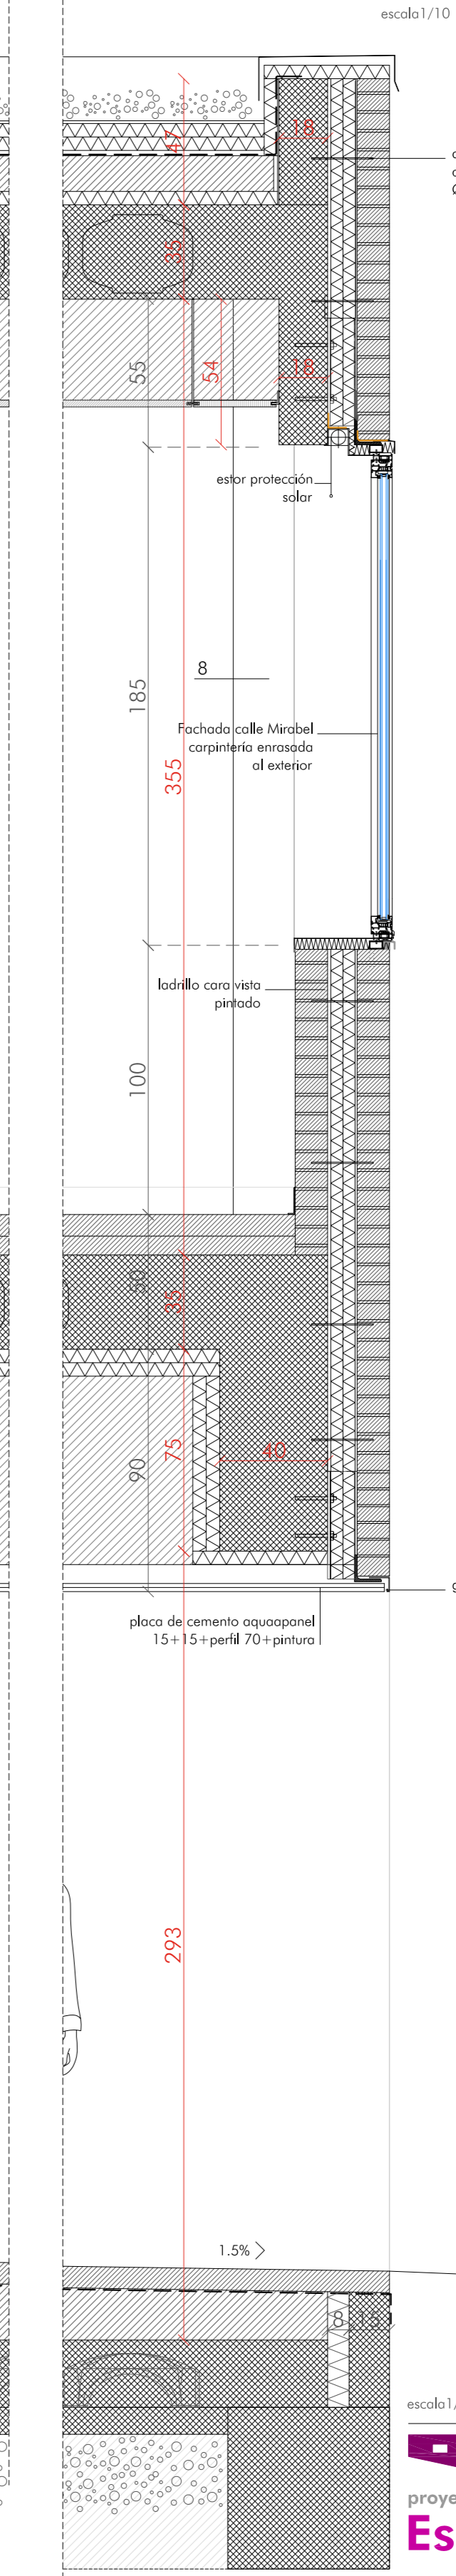 escala1/10
18
47
35
55
54
18
estor protección
solar
8
185
Fachada calle Mirabel
carpintería enrasada
al exterior
355
ladrillo cara vista
pintado
100
50
35
40
75
90
placa de cemento aquaapanel
15+15+perfil 70+pintura
293
1.5%
8
15
escala1/
proye
Es